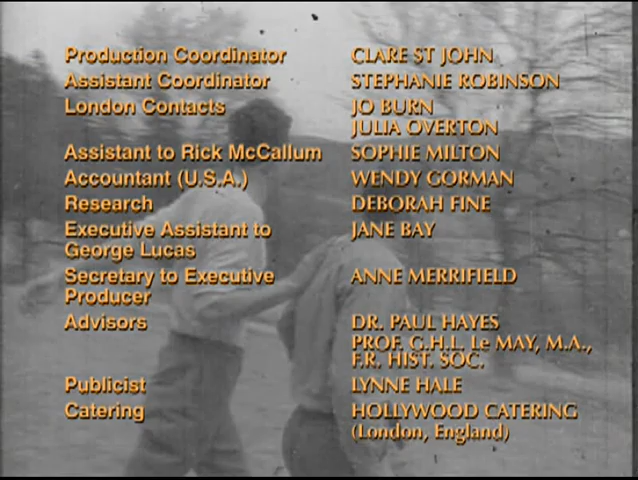 Production Coordinator CLARE ST JOHN
Assistant Coordinator STEPHANIE ROBINSON
London Contacts JO BURN
JULIA OVERTON
Assistant to Rick McCallum SOPHIE MILTON
Accountant (U.S.A.) WENDY GORMAN
Research DEBORAH FINE
Executive Assistant to JANE BAY
George Lucas
Secretary to Executive ANNE MERRIFIELD
Producer
Advisors DR. PAUL HAYES
PROF. G.H.L. Le MAY, M.A.,
F.R. HIST. SOC.
Publicist LYNNE HALE
Catering HOLLYWOOD CATERING
(London, England)